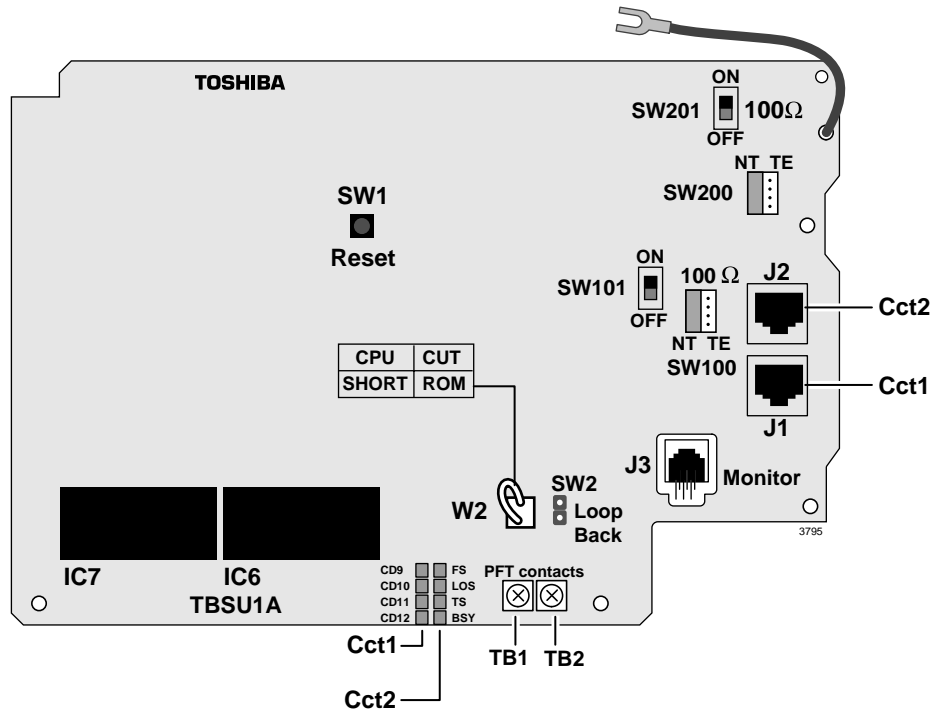 TOSHIBA
ON
SW201
100Ω
OFF
NT TE
SW200
SW1
Reset
ON
SW101
OFF
100 Ω
NT TE
SW100
J2
Cct2
Cct1
J1
CPU CUT
SHORT ROM
J3
Monitor
W2
SW2
Loop
Back
3795
IC7
IC6
TBSU1A
CD9 FS
CD10 LOS
CD11 TS
CD12 BSY
PFT contacts
Cct1
Cct2
TB1
TB2